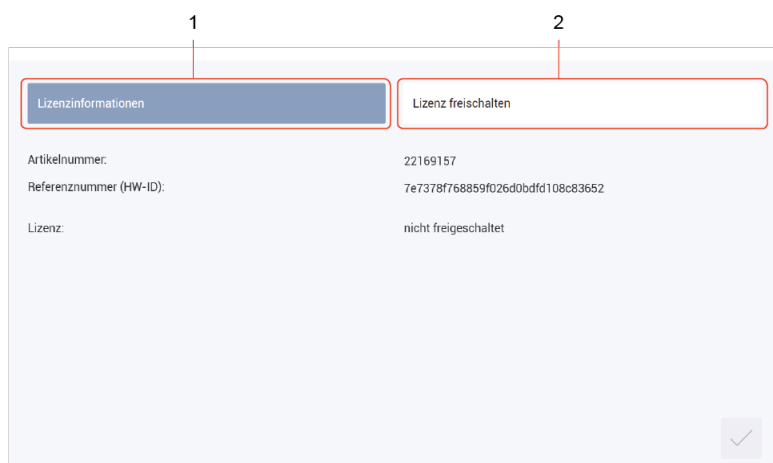 1 2
Lizenzinformationen Lizenz freischalten
Artikelnummer: 22169157
Referenznummer (HW-ID): 7e7378f768859f026d0bdfd108c83652
Lizenz: nicht freigeschaltet